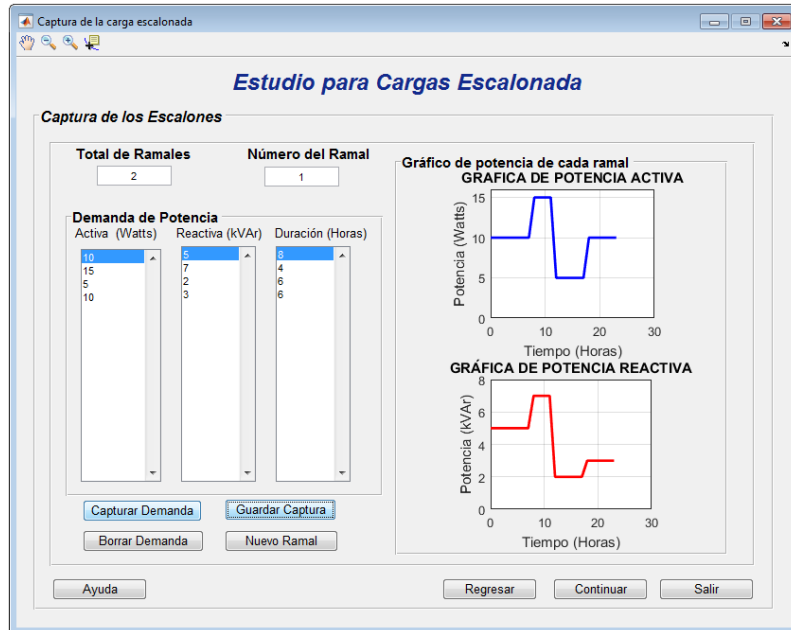 Captura de la carga escalonada
Estudio para Cargas Escalonada
Captura de los Escalones
Total de Ramales
2
Número del Ramal
1
Demanda de Potencia
Activa (Watts) Reactiva (kVAr) Duración (Horas)
10 5 8
15 7 4
5 2 6
10 3 6
Capturar Demanda
Guardar Captura
Borrar Demanda
Nuevo Ramal
Gráfico de potencia de cada ramal
GRAFICA DE POTENCIA ACTIVA
Potencia (Watts)
15
10
5
0
0 10 20 30
Tiempo (Horas)
GRÁFICA DE POTENCIA REACTIVA
Potencia (kVAr)
8
6
4
2
0
0 10 20 30
Tiempo (Horas)
Ayuda
Regresar
Continuar
Salir